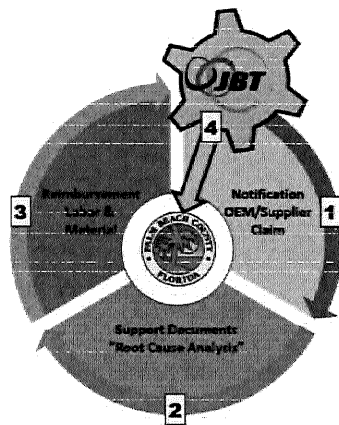 JBT
4
Reimbursement
Labor &
Material
3
Notification
OEM/Supplier
Claim
1
PALM BEACH COUNTY
FLORIDA
Support Documents
"Root Cause Analysis"
2